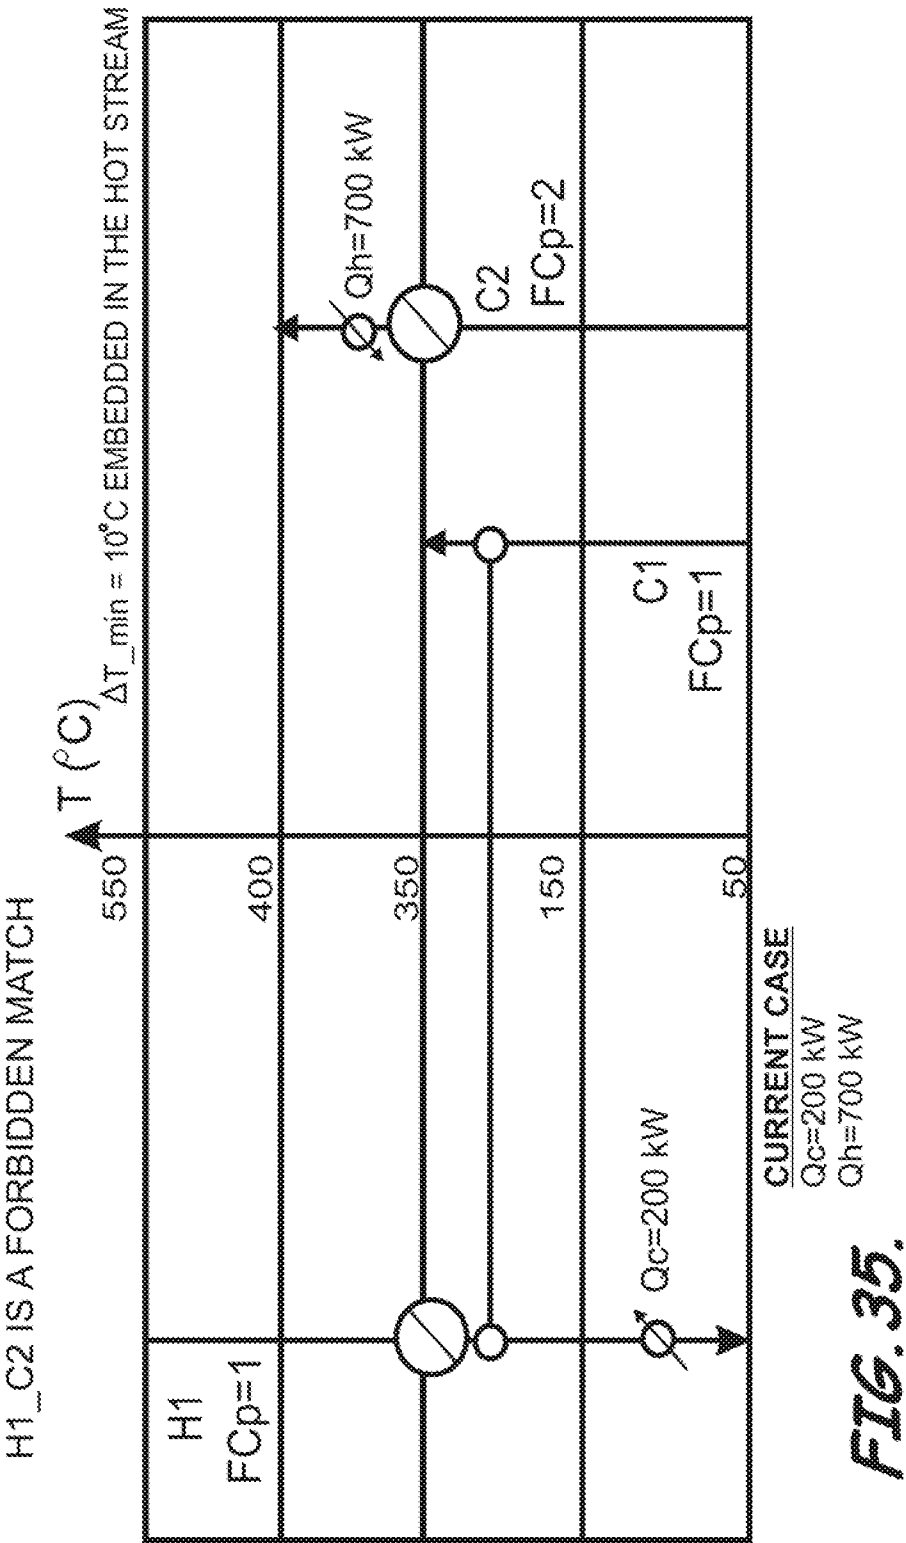 H1_C2 IS A FORBIDDEN MATCH
T (°C)
ΔT_min = 10°C EMBEDDED IN THE HOT STREAM
550
400
350
150
50
H1
FCp=1
Qc=200 kW
C1
FCp=1
C2
FCp=2
Qh=700 kW
CURRENT CASE
Qc=200 kW
Qh=700 kW
FIG. 35.